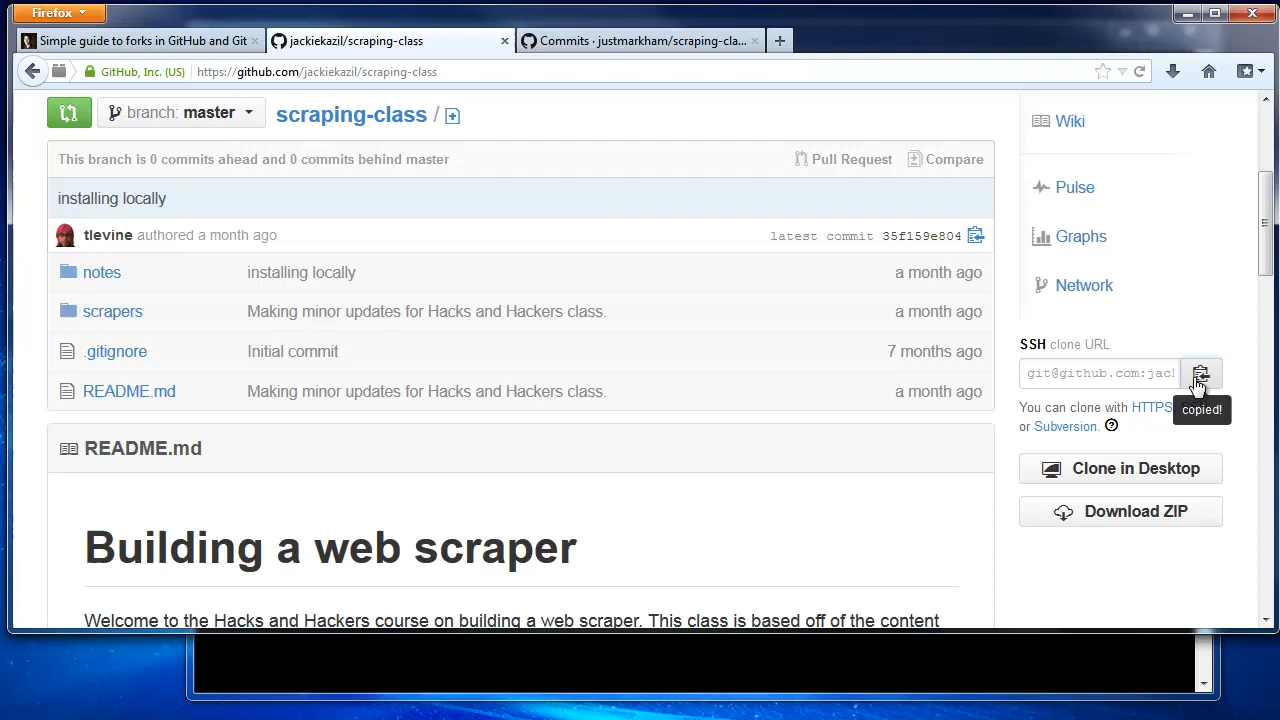 Firefox
Simple guide to forks in GitHub and Git
jackiekazil/scraping-class
Commits · justmarkham/scraping-cla...
GitHub, Inc. (US)
https://github.com/jackiekazil/scraping-class
branch: master
scraping-class /
This branch is 0 commits ahead and 0 commits behind master
Pull Request
Compare
installing locally
tlevine authored a month ago
latest commit 35f159e804
notes
installing locally
a month ago
scrapers
Making minor updates for Hacks and Hackers class.
a month ago
.gitignore
Initial commit
7 months ago
README.md
Making minor updates for Hacks and Hackers class.
a month ago
README.md
Building a web scraper
Welcome to the Hacks and Hackers course on building a web scraper. This class is based off of the content
Wiki
Pulse
Graphs
Network
SSH clone URL
git@github.com:jack
copied!
You can clone with HTTPS
or Subversion.
Clone in Desktop
Download ZIP